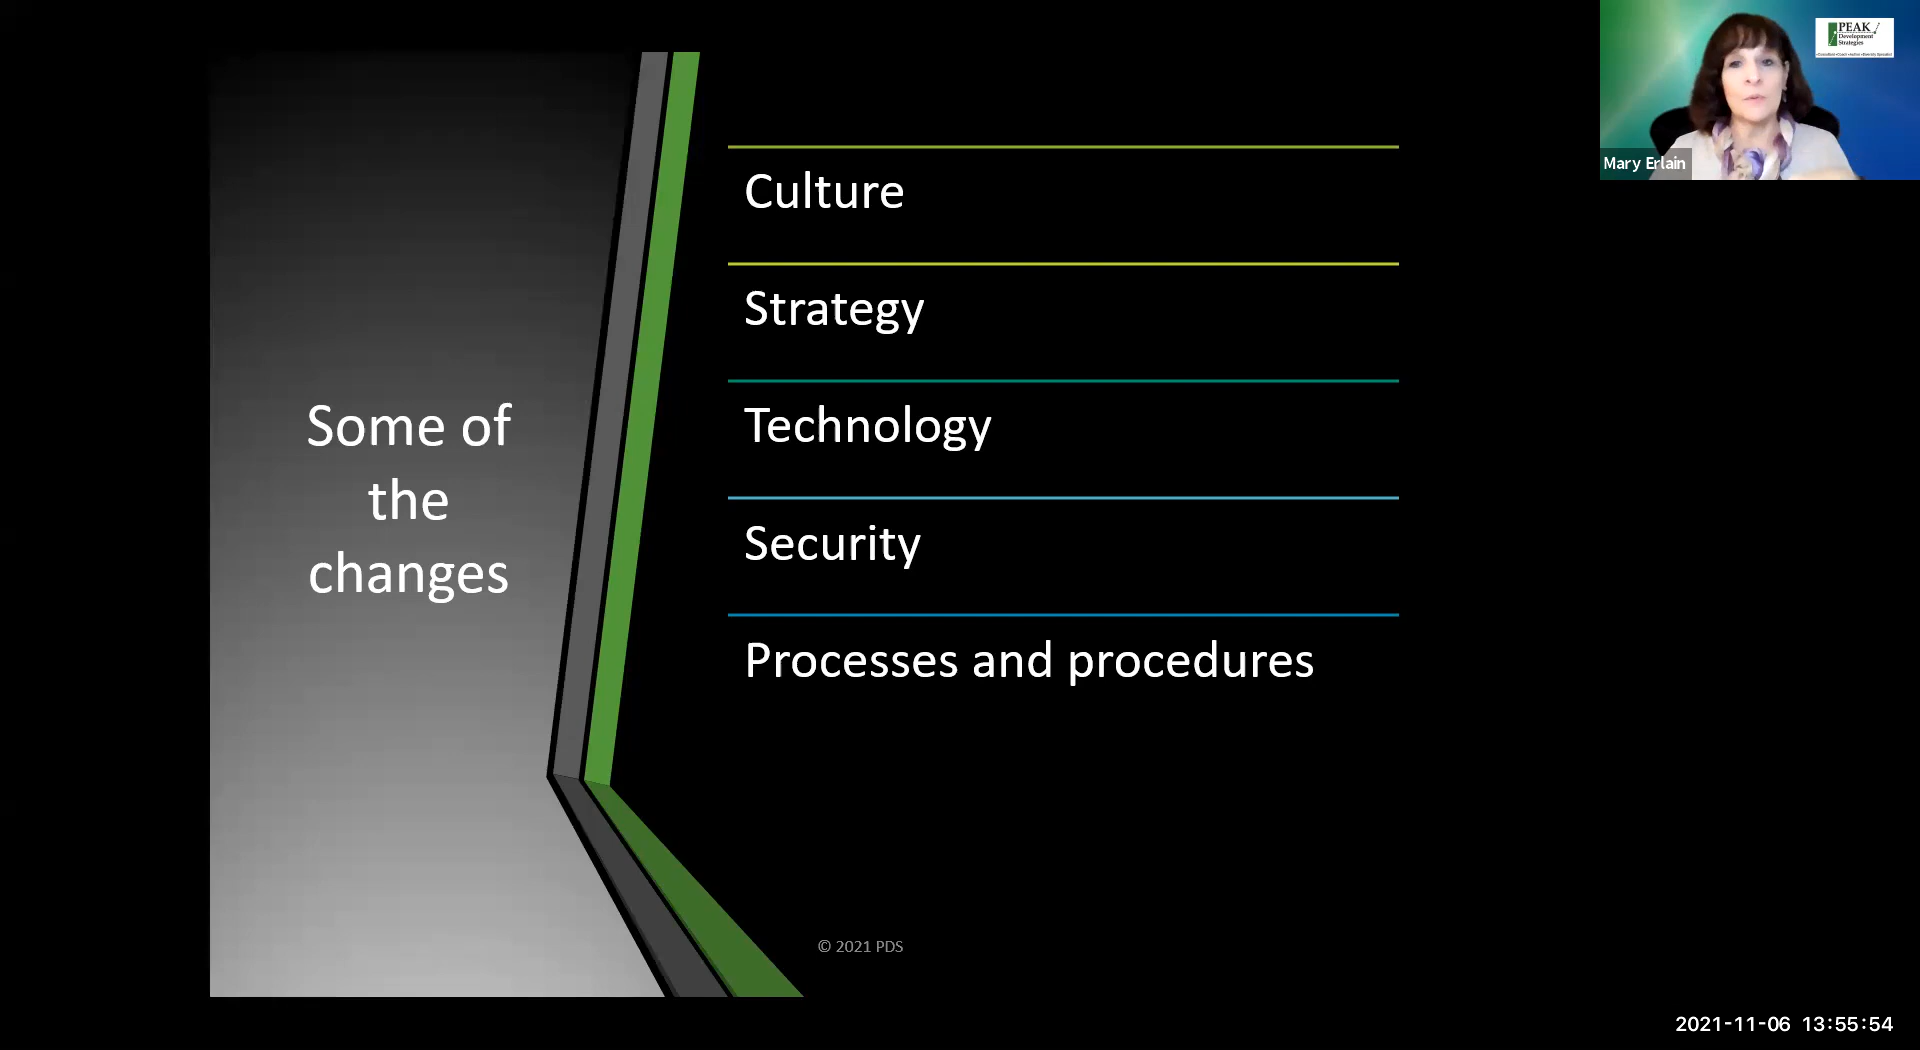 Some of
the
changes
Culture
Strategy
Technology
Security
Processes and procedures
© 2021 PDS
PEAK
Development
Strategies
Mary Erlain
2021-11-06 13:55:54